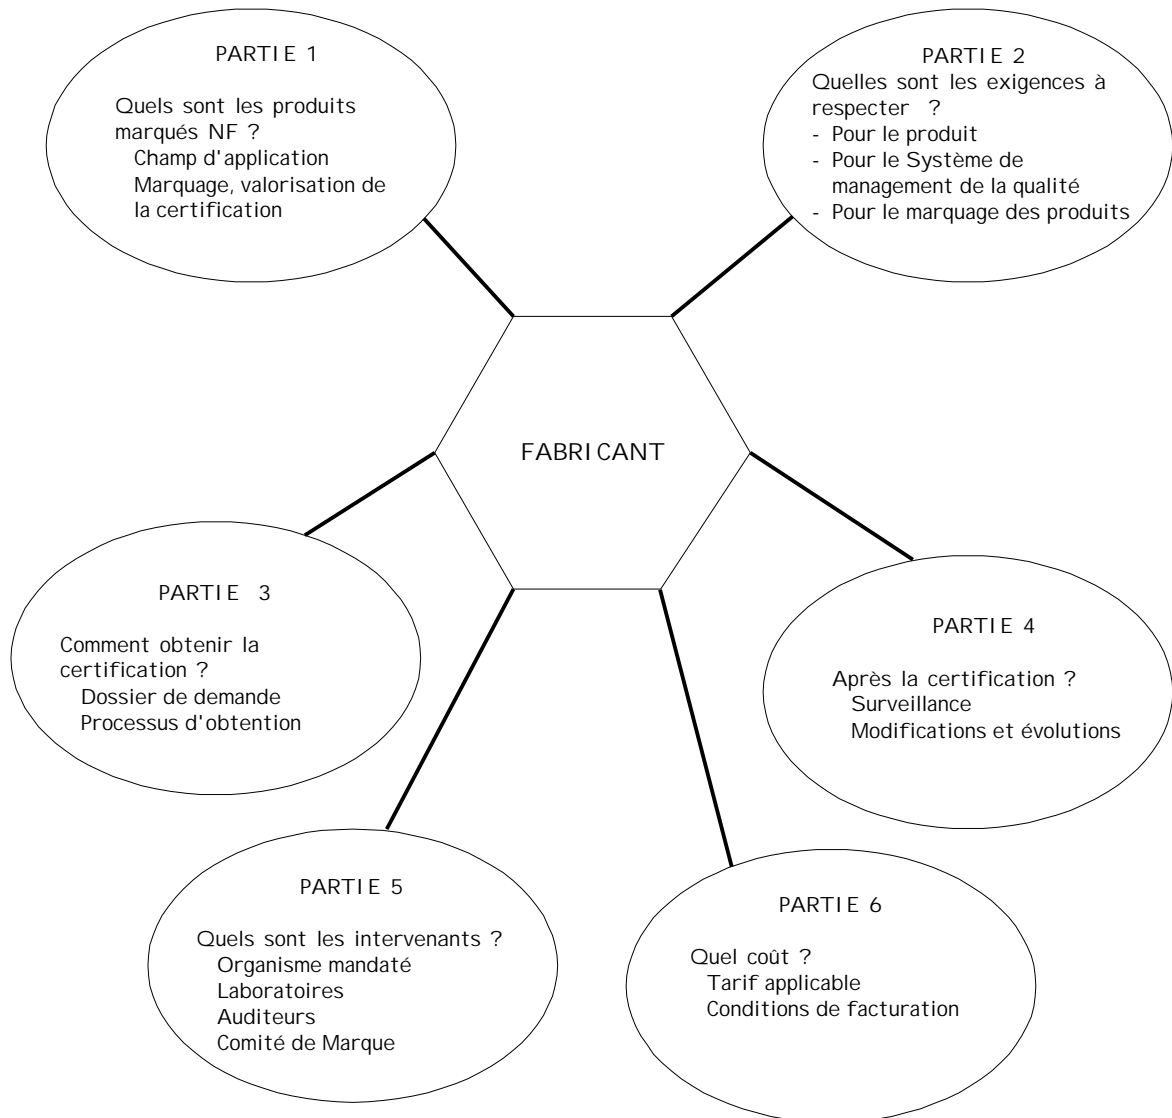 PARTIE 1
Quels sont les produits
marqués NF ?
Champ d'application
Marquage, valorisation de
la certification
PARTIE 2
Quelles sont les exigences à
respecter ?
- Pour le produit
- Pour le Système de
management de la qualité
- Pour le marquage des produits
FABRICANT
PARTIE 3
Comment obtenir la
certification ?
Dossier de demande
Processus d'obtention
PARTIE 4
Après la certification ?
Surveillance
Modifications et évolutions
PARTIE 5
Quels sont les intervenants ?
Organisme mandaté
Laboratoires
Auditeurs
Comité de Marque
PARTIE 6
Quel coût ?
Tarif applicable
Conditions de facturation